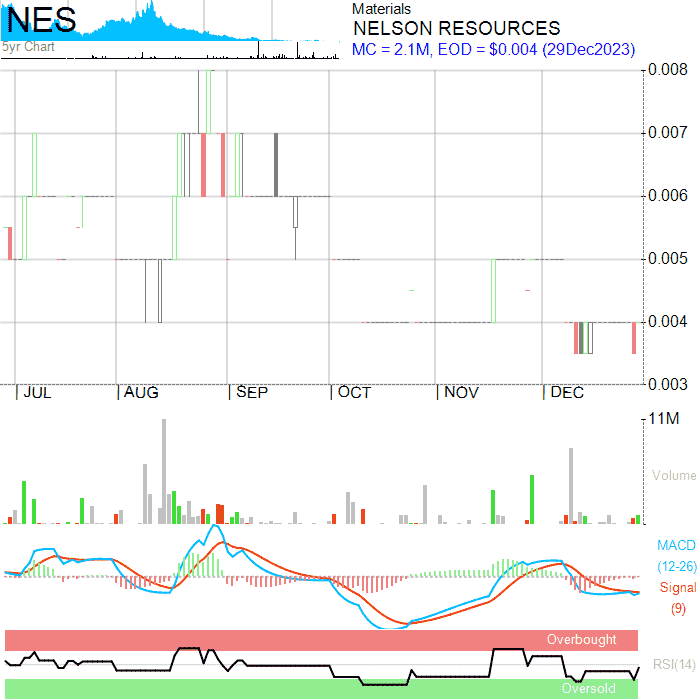 NES
5yr Chart
Materials
NELSON RESOURCES
MC = 2.1M, EOD = $0.004 (29Dec2023)
0.008
0.007
0.006
0.005
0.004
0.003
JUL AUG SEP OCT NOV DEC
11M
Volume
MACD
(12-26)
Signal
(9)
Overbought
RSI(14)
Oversold